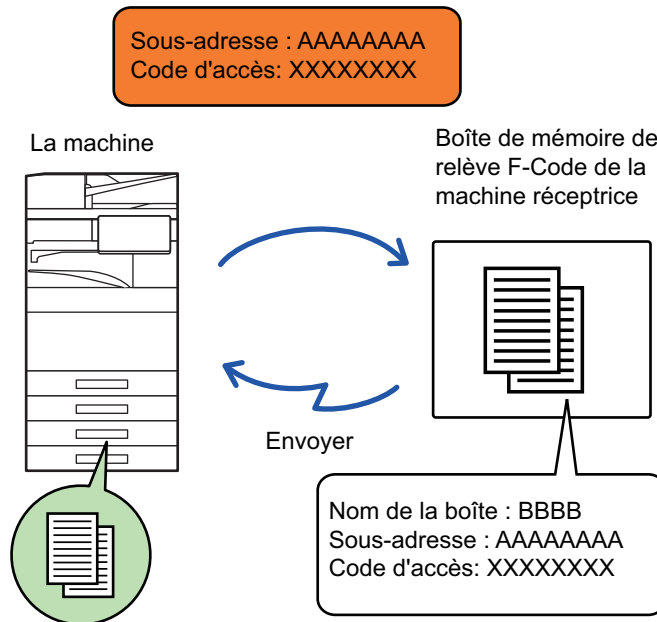 Sous-adresse : AAAAAAAA
Code d'accès: XXXXXXXX
La machine
Boîte de mémoire de
relève F-Code de la
machine réceptrice
Envoyer
Nom de la boîte : BBBB
Sous-adresse : AAAAAAAA
Code d'accès: XXXXXXXX